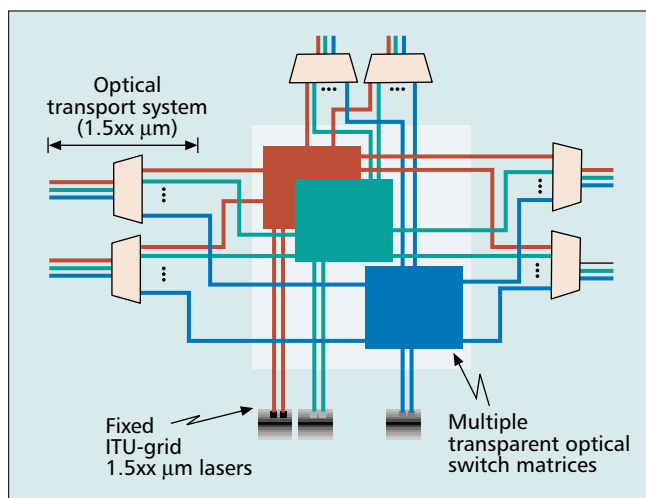 Optical
transport system
(1.5xx μm)
Fixed
ITU-grid
1.5xx μm lasers
Multiple
transparent optical
switch matrices